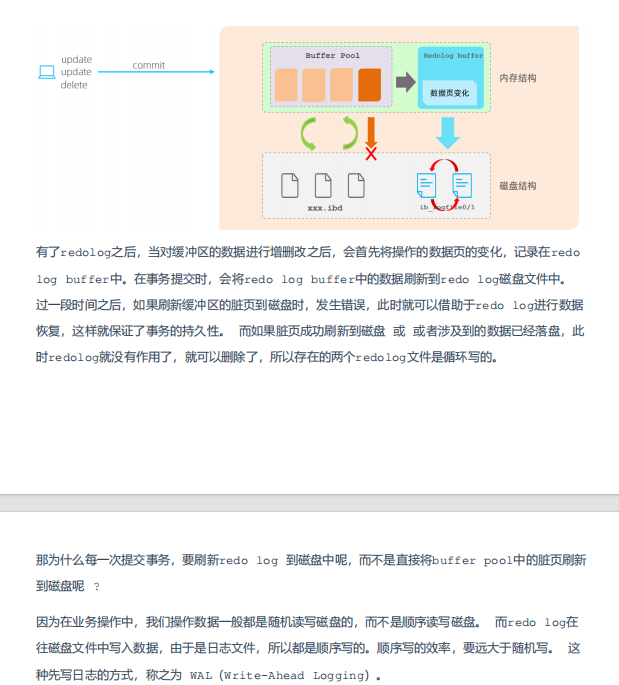 update
update
delete
commit
Buffer Pool
Redolog buffer
数据页变化
内存结构
xxx.ibd
ib_logfile0/1
磁盘结构
有了redolog之后，当对缓冲区的数据进行增删改之后，会首先将操作的数据页的变化，记录在redo
log buffer中。在事务提交时，会将redo log buffer中的数据刷新到redo log磁盘文件中。
过一段时间之后，如果刷新缓冲区的脏页到磁盘时，发生错误，此时就可以借助于redo log进行数据
恢复，这样就保证了事务的持久性。 而如果脏页成功刷新到磁盘 或 或者涉及到的数据已经落盘，此
时redolog就没有作用了，就可以删除了，所以存在的两个redolog文件是循环写的。
那为什么每一次提交事务，要刷新redo log 到磁盘中呢，而不是直接将buffer pool中的脏页刷新
到磁盘呢 ?
因为在业务操作中，我们操作数据一般都是随机读写磁盘的，而不是顺序读写磁盘。 而redo log在
往磁盘文件中写入数据，由于是日志文件，所以都是顺序写的。顺序写的效率，要远大于随机写。 这
种先写日志的方式，称之为 WAL（Write-Ahead Logging）。